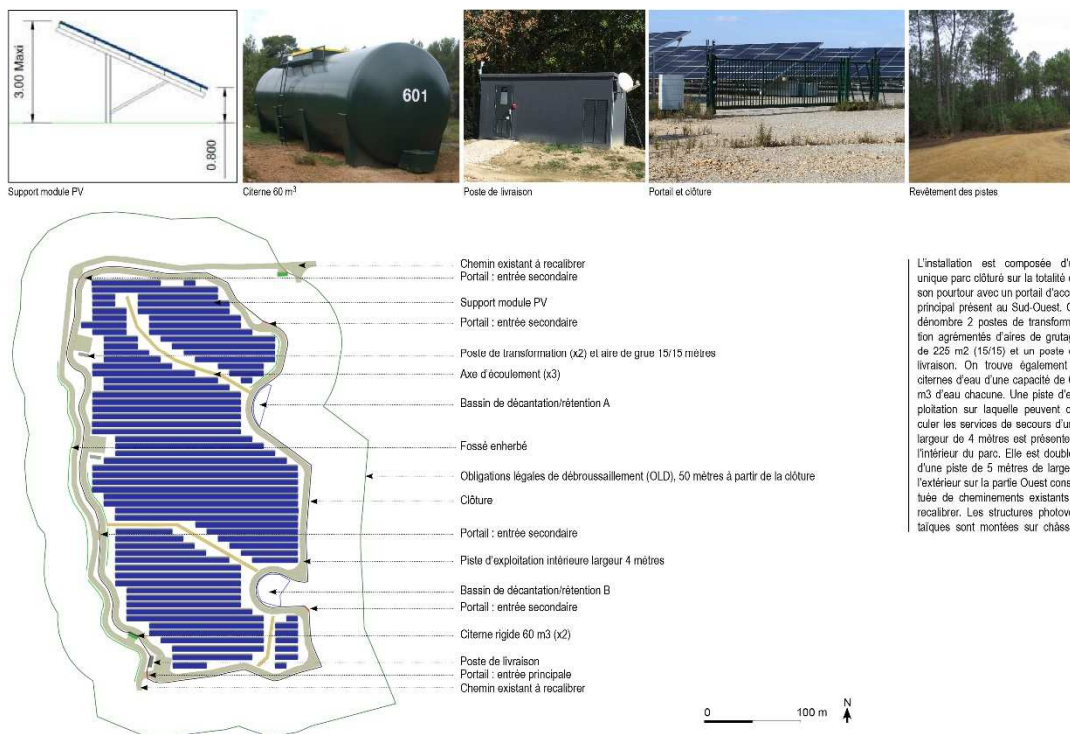 3.00 Maxi
0.800
601
Support module PV
Citerne 60 m³
Poste de livraison
Portail et clôture
Revêtement des pistes
Chemin existant à recalibrer
Portail : entrée secondaire
Support module PV
Portail : entrée secondaire
Poste de transformation (x2) et aire de grue 15/15 mètres
Axe d'écoulement (x3)
Bassin de décantation/rétention A
Fossé enherbé
Obligations légales de débroussaillement (OLD), 50 mètres à partir de la clôture
Clôture
Portail : entrée secondaire
Piste d'exploitation intérieure largeur 4 mètres
Bassin de décantation/rétention B
Portail : entrée secondaire
Citerne rigide 60 m3 (x2)
Poste de livraison
Portail : entrée principale
Chemin existant à recalibrer
0 100 m
N
L'installation est composée
unique parc clôturé sur la totalité
son pourtour avec un portail
principal présent au Sud-Ouest.
dénombre 2 postes de
tion agrémentés d'aires de
de 225 m2 (15/15) et un poste
livraison. On trouve également
citernes d'eau d'une capacité de
m3 d'eau chacune. Une piste
ploitation sur laquelle peuvent
culer les services de secours
largeur de 4 mètres est présente
l'intérieur du parc. Elle est
d'une piste de 5 mètres de
l'extérieur sur la partie Ouest
tuée de cheminements existants
recalibrer. Les structures
taïques sont montées sur